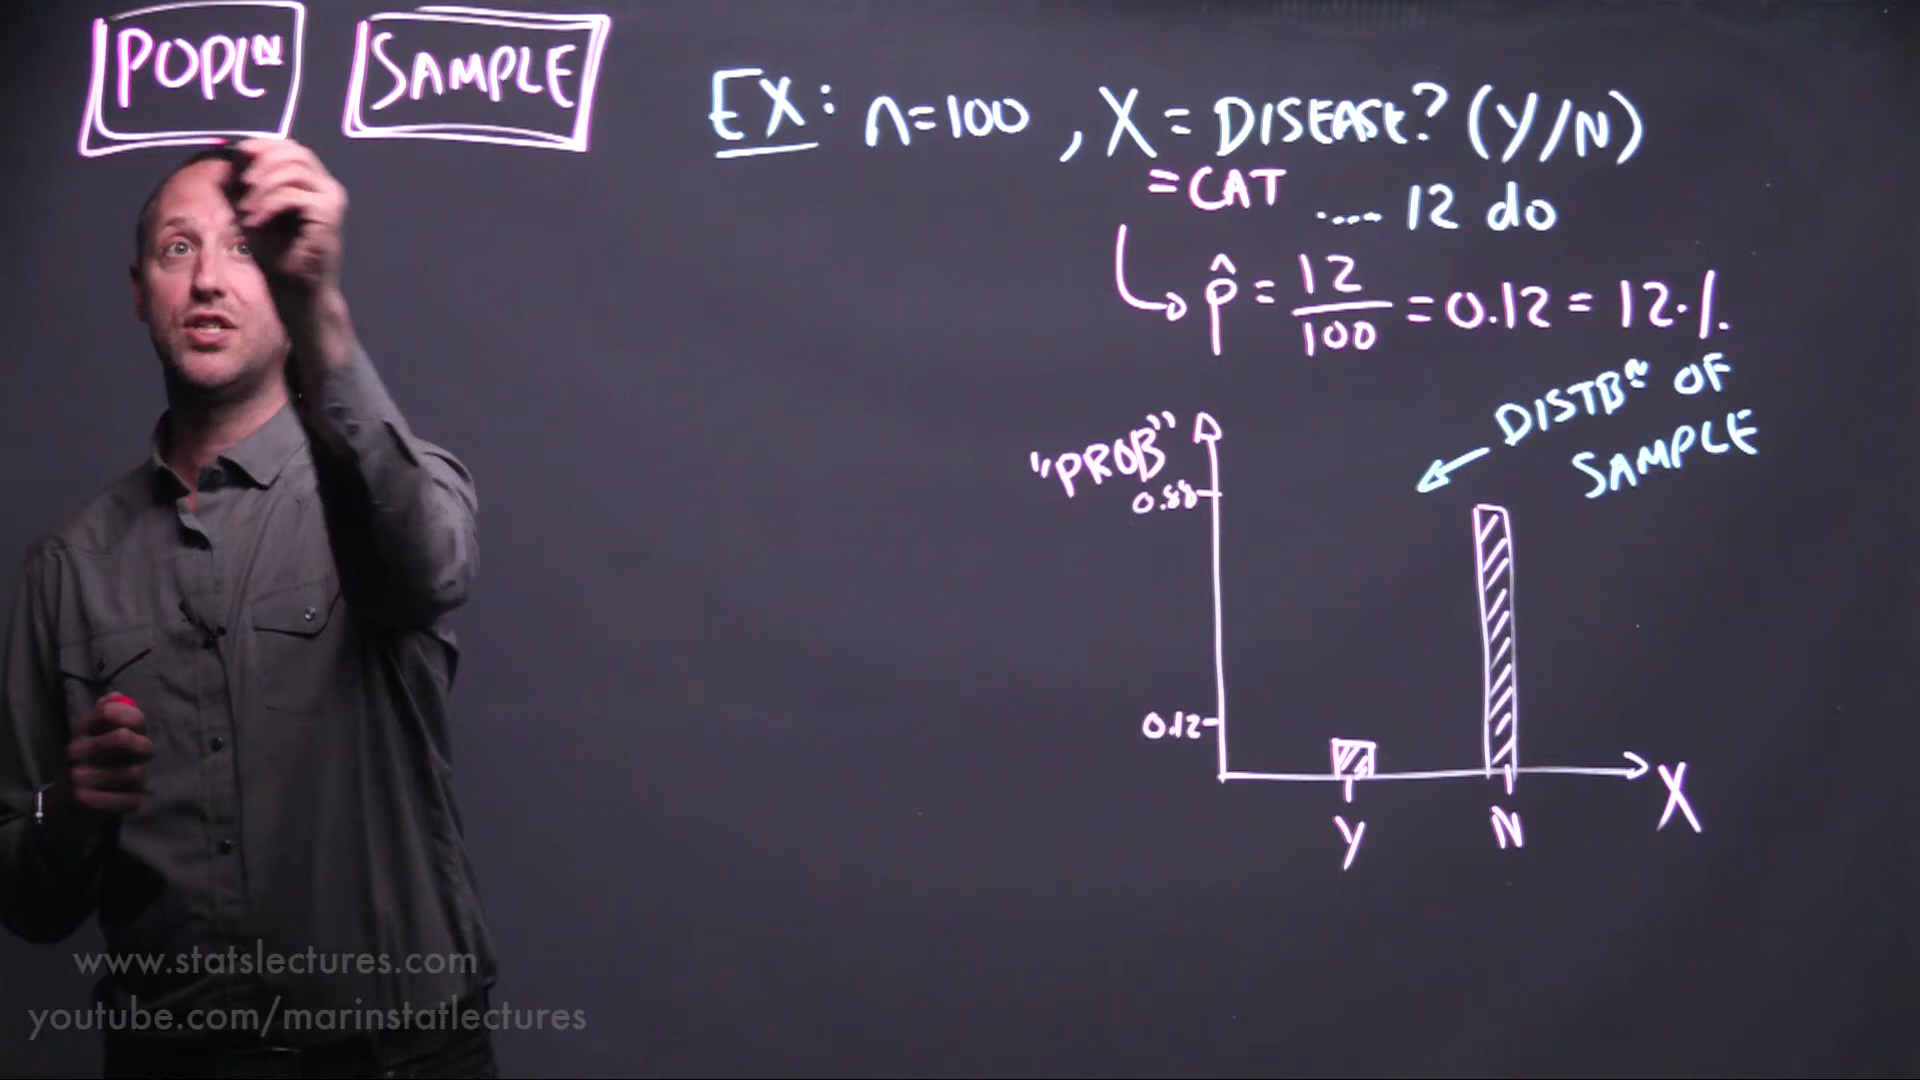 POPLᴺ
SAMPLE
EX: n=100, X = DISEASE? (Y/N)
= CAT .... 12 do
p̂ = 12/100 = 0.12 = 12%
DISTBᴺ OF
SAMPLE
"PROB"
0.88
0.12
Y
N
X
www.statslectures.com
youtube.com/marinstatlectures